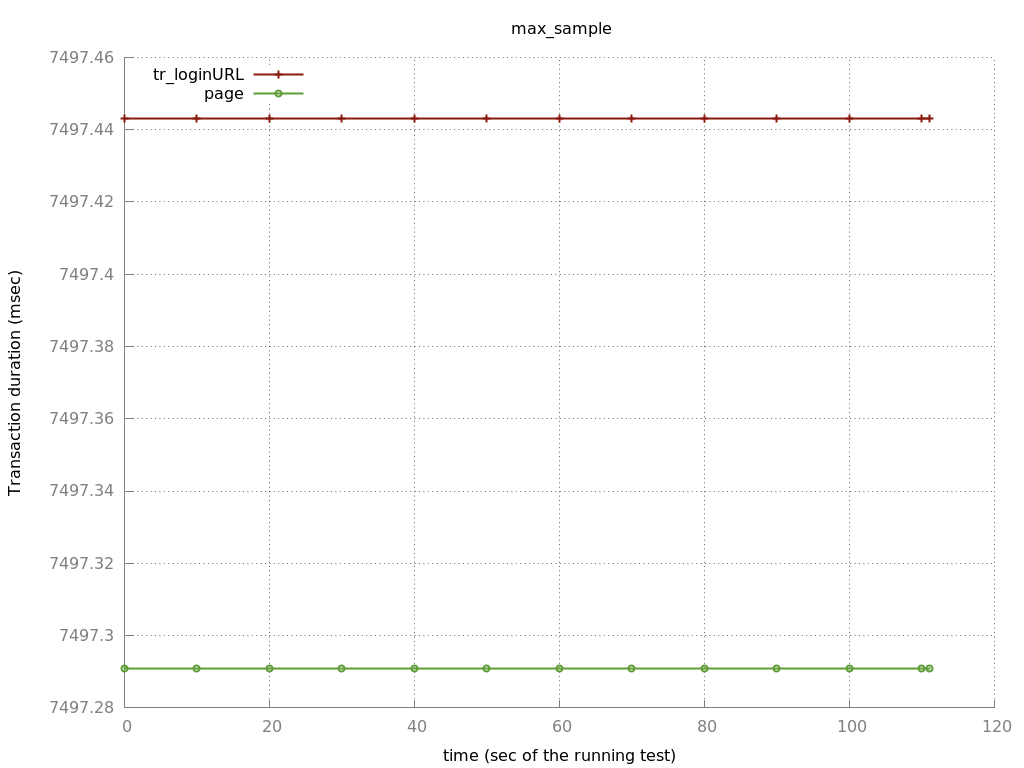 max_sample
7497.46
7497.44
7497.42
7497.4
7497.38
7497.36
7497.34
7497.32
7497.3
7497.28
tr_loginURL
page
Transaction duration (msec)
0 20 40 60 80 100 120
time (sec of the running test)